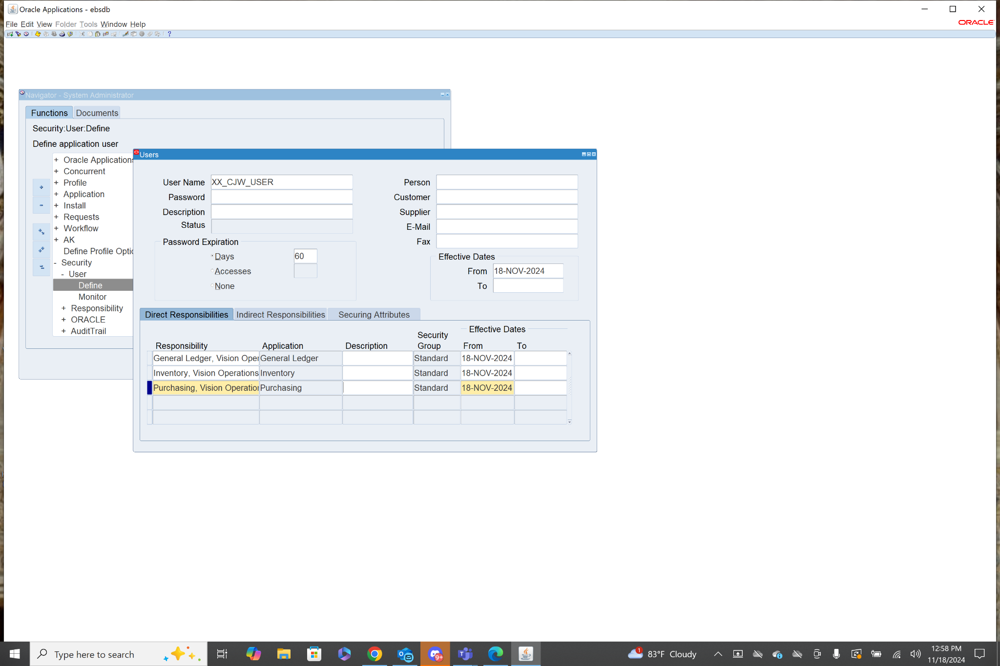 Oracle Applications - ebsdb
File Edit View Folder Tools Window Help
ORACLE
?
Navigator - System Administrator
Functions Documents
Security:User:Define
Define application user
+ Oracle Applications
+ Concurrent
+ Profile
+ Application
+ Install
+ Requests
+ Workflow
+ AK
Define Profile Optio
- Security
- User
Define
Monitor
+ Responsibility
+ ORACLE
+ AuditTrail
Users
User Name XX_CJW_USER
Password
Description
Status
Person
Customer
Supplier
E-Mail
Fax
Password Expiration
Days 60
Accesses
None
Effective Dates
From 18-NOV-2024
To
Direct Responsibilities Indirect Responsibilities Securing Attributes
Effective Dates
Responsibility Application Description Security Group From To
General Ledger, Vision Oper General Ledger Standard 18-NOV-2024
Inventory, Vision Operations Inventory Standard 18-NOV-2024
Purchasing, Vision Operation Purchasing Standard 18-NOV-2024
Type here to search
9+
1
83°F Cloudy
12:58 PM
11/18/2024